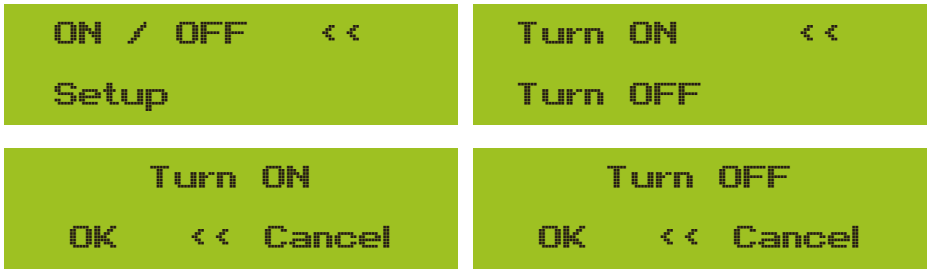 ON / OFF <<
Setup
Turn ON <<
Turn OFF
Turn ON
OK << Cancel
Turn OFF
OK << Cancel